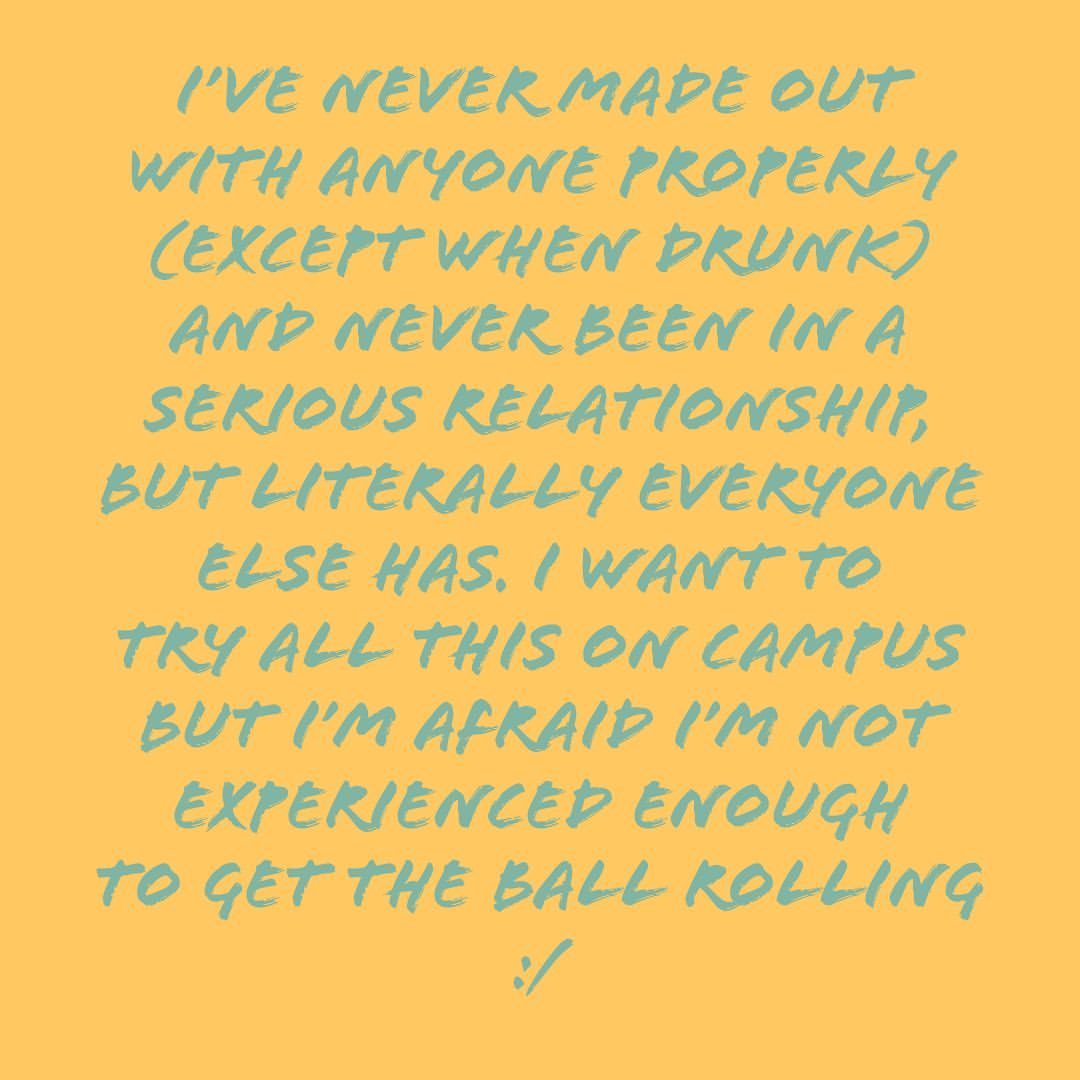 I'VE NEVER MADE OUT
WITH ANYONE PROPERLY
(EXCEPT WHEN DRUNK)
AND NEVER BEEN IN A
SERIOUS RELATIONSHIP,
BUT LITERALLY EVERYONE
ELSE HAS. I WANT TO
TRY ALL THIS ON CAMPUS
BUT I'M AFRAID I'M NOT
EXPERIENCED ENOUGH
TO GET THE BALL ROLLING
:/